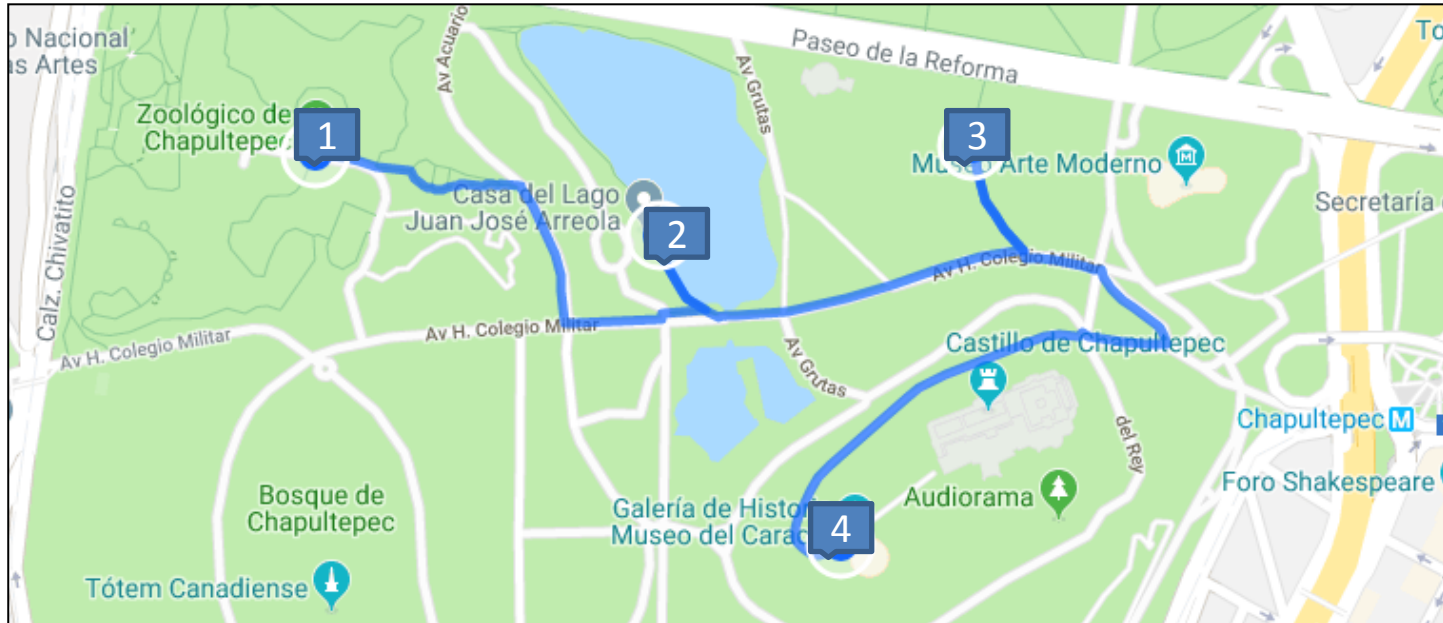 o Nacional
as Artes
Av Acuario
Paseo de la Reforma
To
Av Grutas
Zoológico de
Chapultepec
1
3
Museo Arte Moderno
Casa del Lago
Juan José Arreola
2
Secretaría
Calz. Chivatito
Av H. Colegio Militar
Av H. Colegio Militar
Av H. Colegio Militar
Castillo de Chapultepec
Av Grutas
del Rey
Chapultepec M
Foro Shakespeare
Audiorama
Bosque de
Chapultepec
Galería de Histo
Museo del Carac
4
Tótem Canadiense